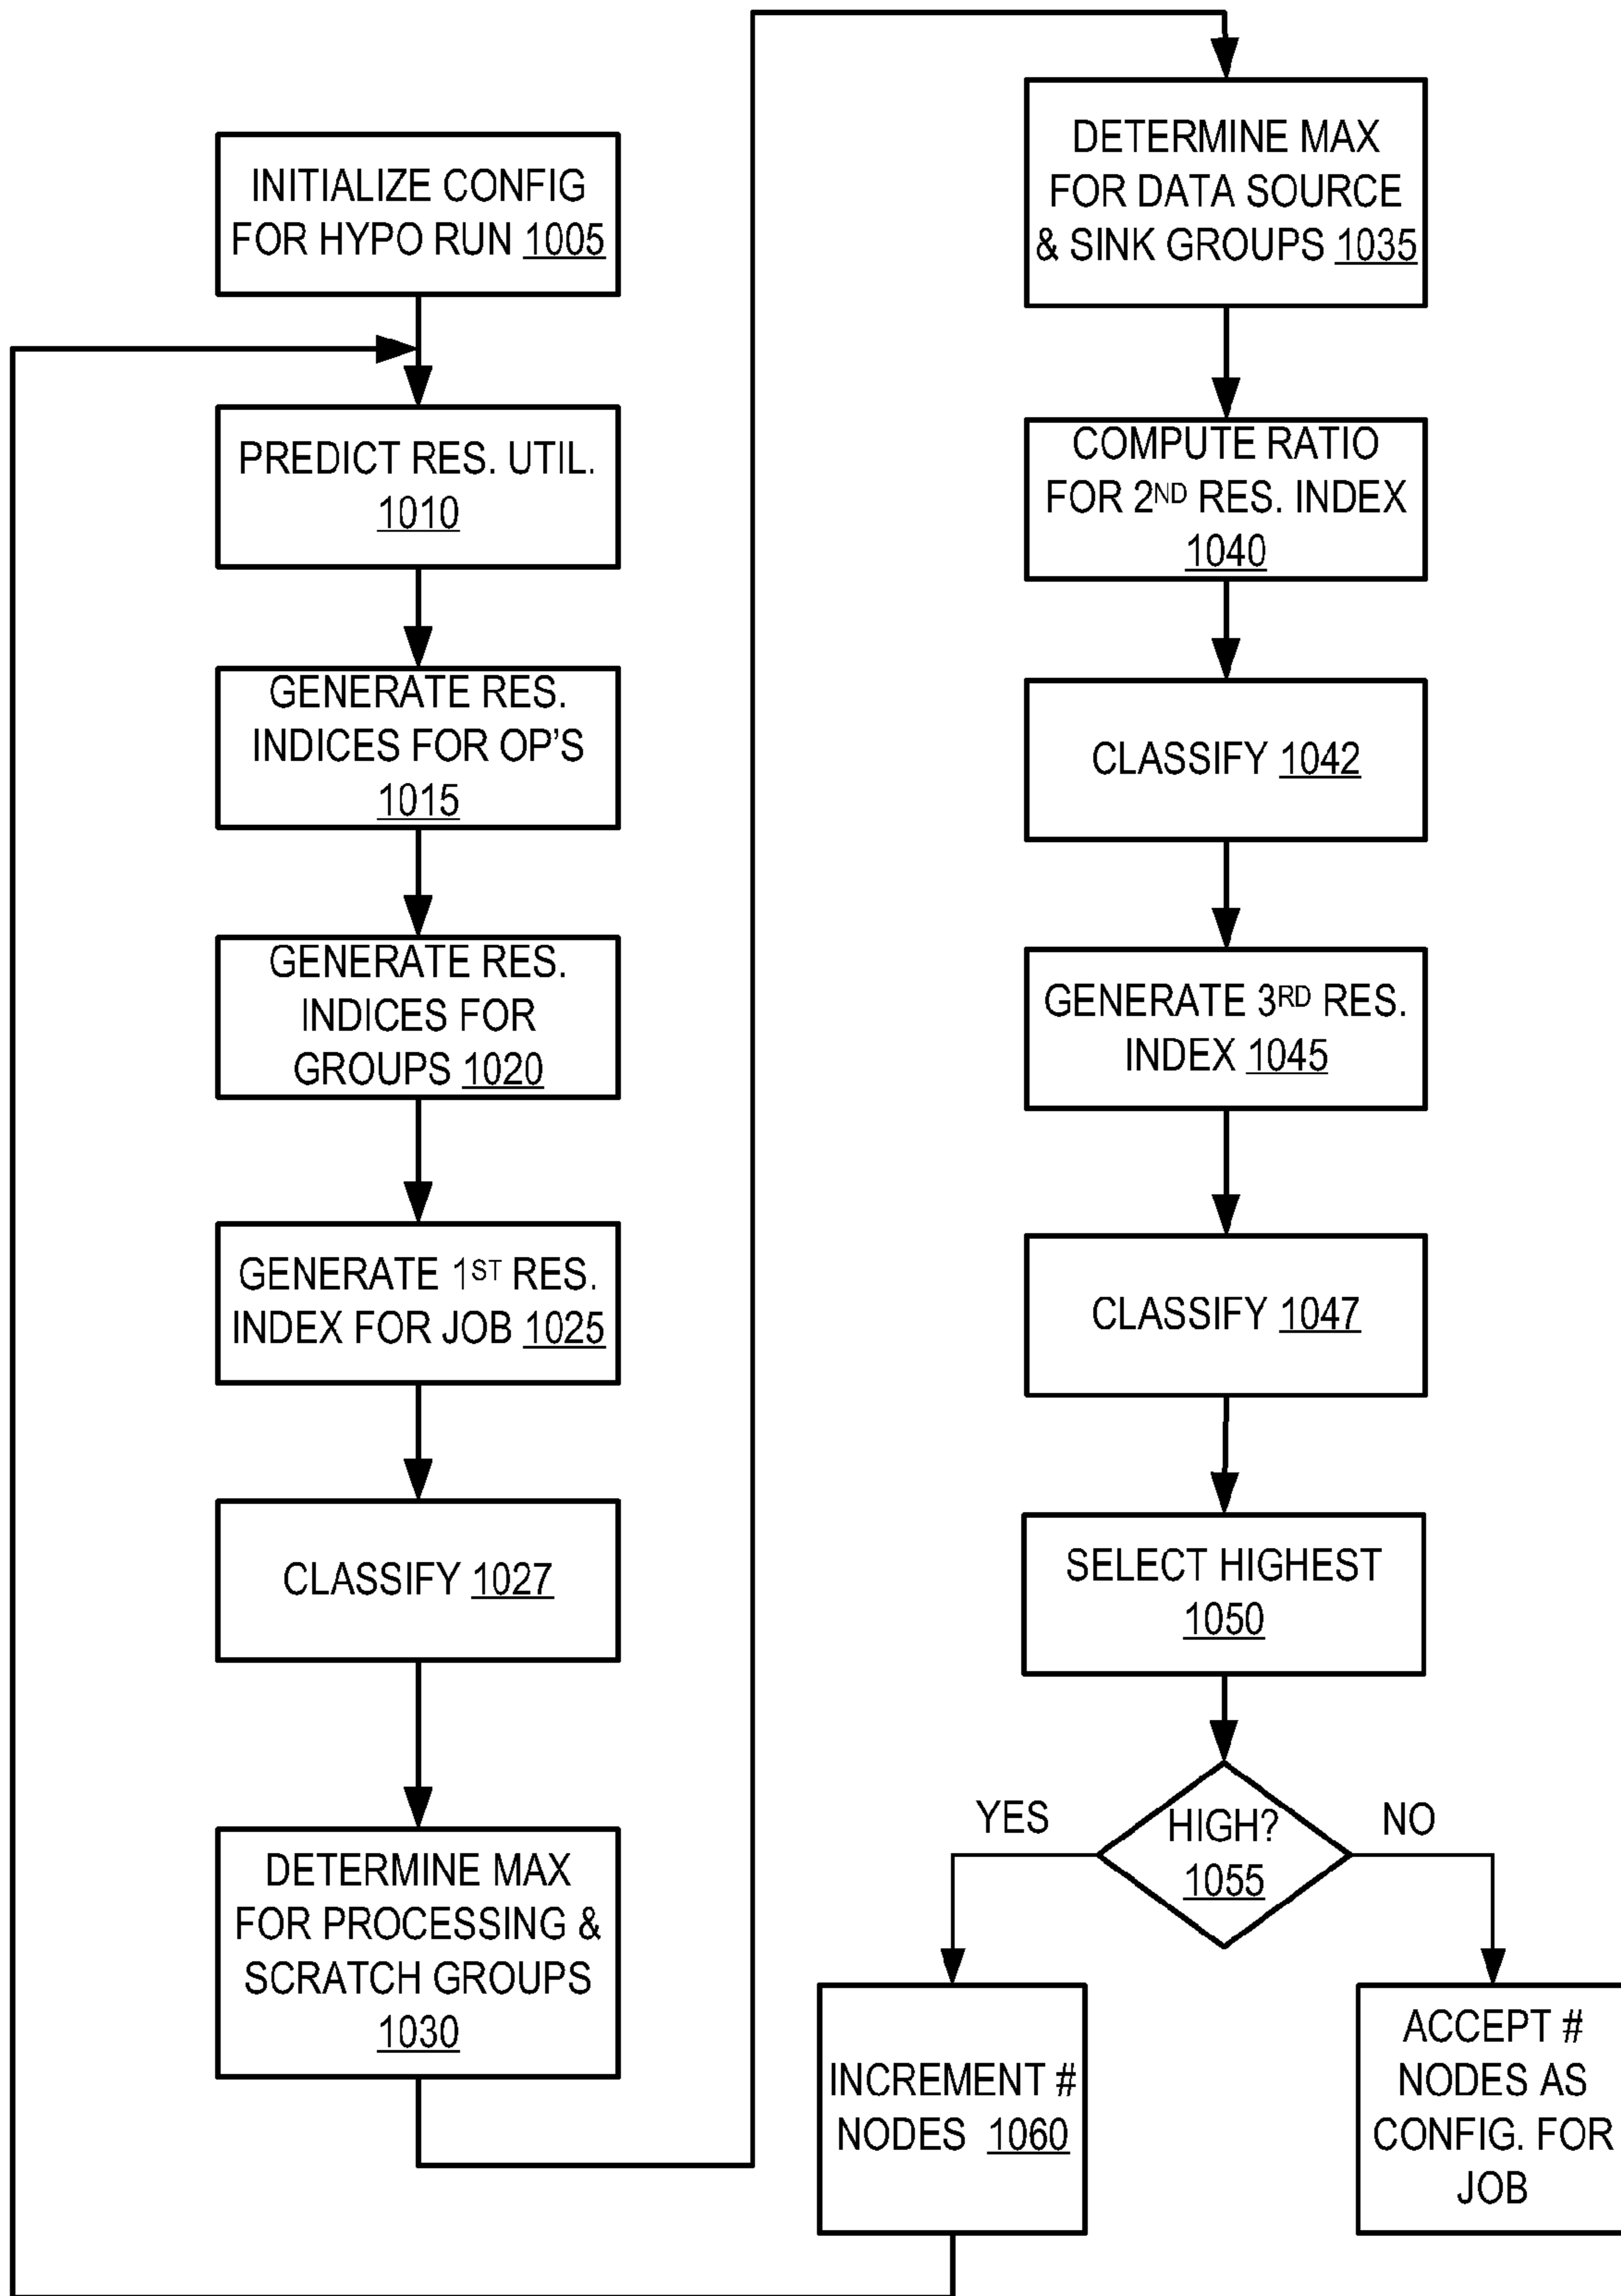 INITIALIZE CONFIG
FOR HYPO RUN 1005
PREDICT RES. UTIL.
1010
GENERATE RES.
INDICES FOR OP'S
1015
GENERATE RES.
INDICES FOR
GROUPS 1020
GENERATE 1ST RES.
INDEX FOR JOB 1025
CLASSIFY 1027
DETERMINE MAX
FOR PROCESSING &
SCRATCH GROUPS
1030
DETERMINE MAX
FOR DATA SOURCE
& SINK GROUPS 1035
COMPUTE RATIO
FOR 2ND RES. INDEX
1040
CLASSIFY 1042
GENERATE 3RD RES.
INDEX 1045
CLASSIFY 1047
SELECT HIGHEST
1050
HIGH?
1055
YES
NO
INCREMENT #
NODES 1060
ACCEPT #
NODES AS
CONFIG. FOR
JOB